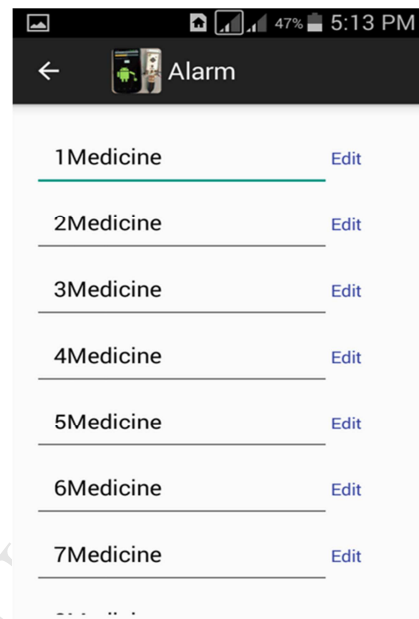 47% 5:13 PM
Alarm
1Medicine Edit
2Medicine Edit
3Medicine Edit
4Medicine Edit
5Medicine Edit
6Medicine Edit
7Medicine Edit